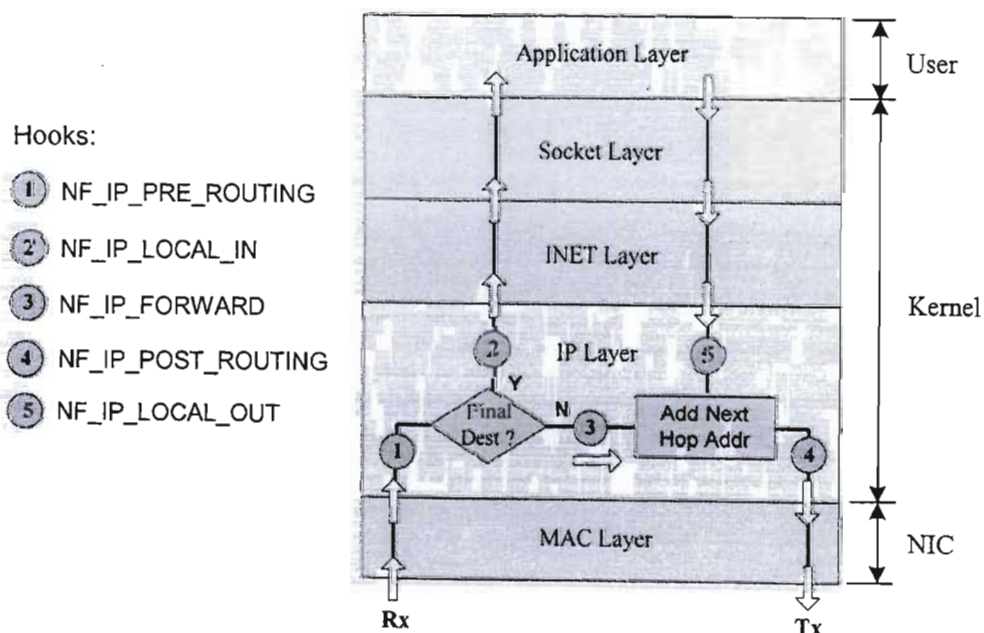 Application Layer
User
Hooks:
Socket Layer
1 NF_IP_PRE_ROUTING
2 NF_IP_LOCAL_IN
INET Layer
3 NF_IP_FORWARD
Kernel
4 NF_IP_POST_ROUTING
2
IP Layer
5
5 NF_IP_LOCAL_OUT
Y
Final
Dest ?
N
3
Add Next
Hop Addr
1
4
MAC Layer
NIC
Rx
Tx